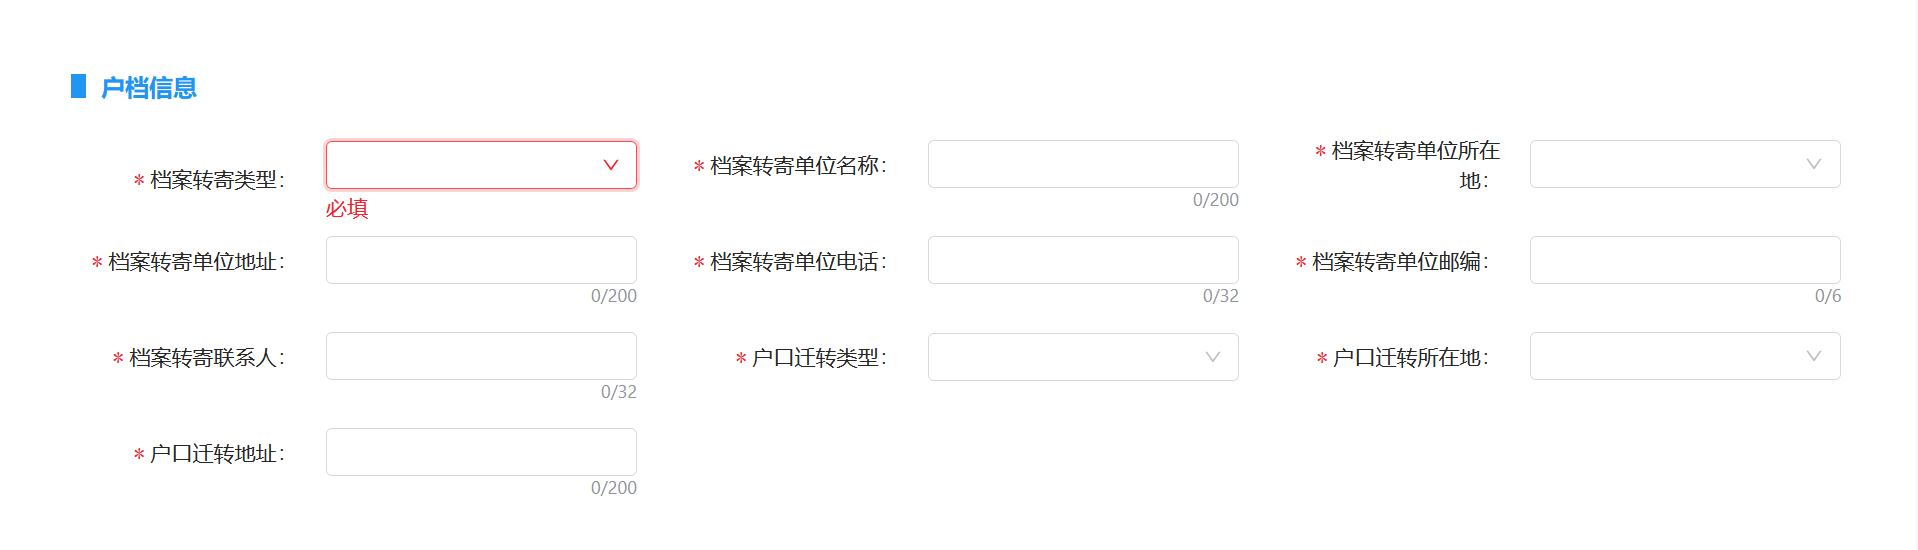 户档信息
* 档案转寄类型：
必填
* 档案转寄单位名称：
0/200
* 档案转寄单位所在
地：
* 档案转寄单位地址：
0/200
* 档案转寄单位电话：
0/32
* 档案转寄单位邮编：
0/6
* 档案转寄联系人：
0/32
* 户口迁转类型：
* 户口迁转所在地：
* 户口迁转地址：
0/200